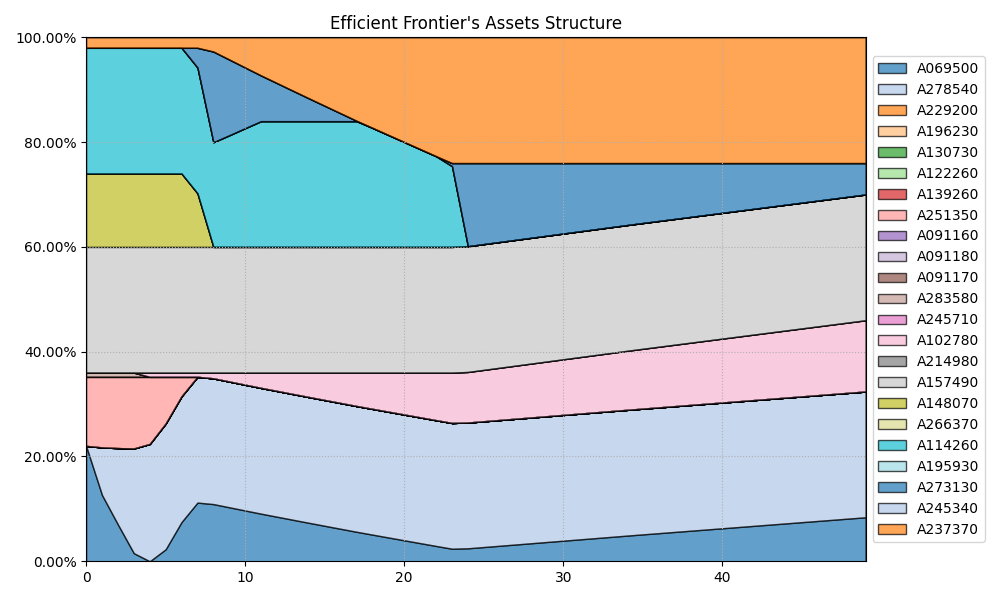 Efficient Frontier's Assets Structure
100.00%
80.00%
60.00%
40.00%
20.00%
0.00%
0
10
20
30
40
A069500
A278540
A229200
A196230
A130730
A122260
A139260
A251350
A091160
A091180
A091170
A283580
A245710
A102780
A214980
A157490
A148070
A266370
A114260
A195930
A273130
A245340
A237370